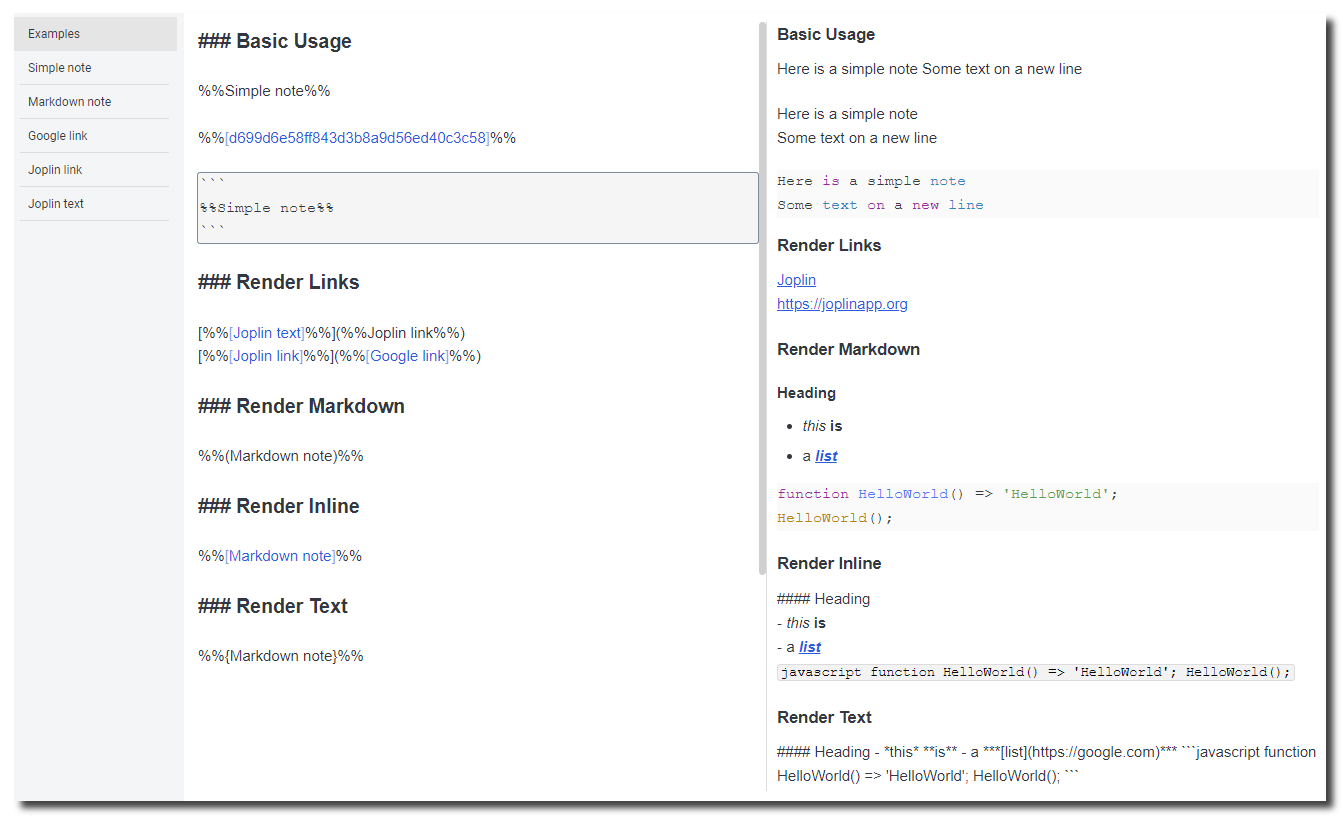 Examples
Simple note
Markdown note
Google link
Joplin link
Joplin text
### Basic Usage
%%Simple note%%
%%[d699d6e58ff843d3b8a9d56ed40c3c58]%%
```
%%Simple note%%
```
### Render Links
[%%[Joplin text]%%](%%Joplin link%%)
[%%[Joplin link]%%](%%[Google link]%%)
### Render Markdown
%%(Markdown note)%%
### Render Inline
%%[Markdown note]%%
### Render Text
%%{Markdown note}%%
Basic Usage
Here is a simple note Some text on a new line
Here is a simple note
Some text on a new line
Here is a simple note
Some text on a new line
Render Links
Joplin
https://joplinapp.org
Render Markdown
Heading
• this is
• a list
function HelloWorld() => 'HelloWorld';
HelloWorld();
Render Inline
#### Heading
- this is
- a list
javascript function HelloWorld() => 'HelloWorld'; HelloWorld();
Render Text
#### Heading - *this* **is** - a ***[list](https://google.com)*** ```javascript function
HelloWorld() => 'HelloWorld'; HelloWorld(); ```